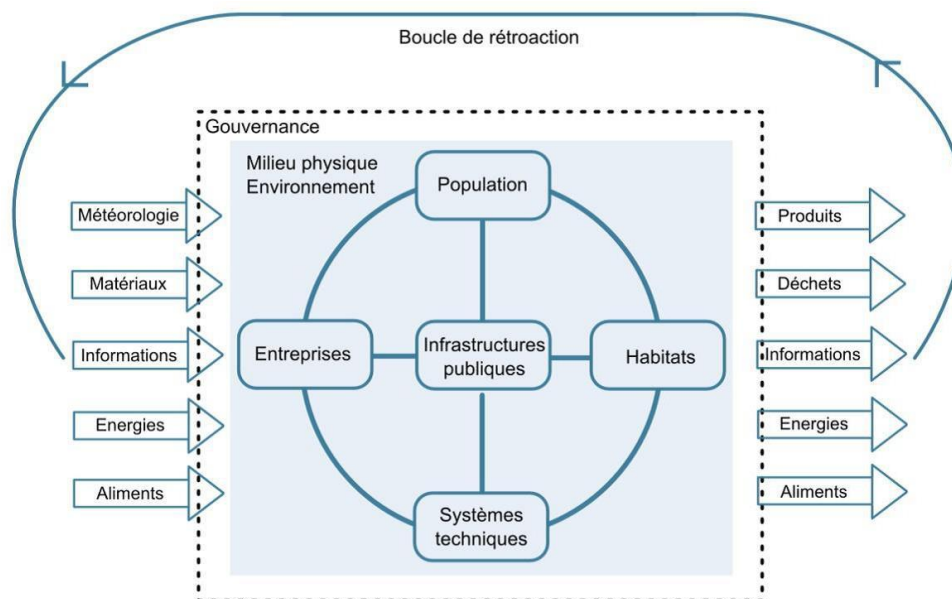 Boucle de rétroaction
Gouvernance
Milieu physique
Environnement
Population
Météorologie
Produits
Matériaux
Déchets
Informations
Entreprises
Infrastructures
publiques
Habitats
Informations
Energies
Energies
Aliments
Aliments
Systèmes
techniques